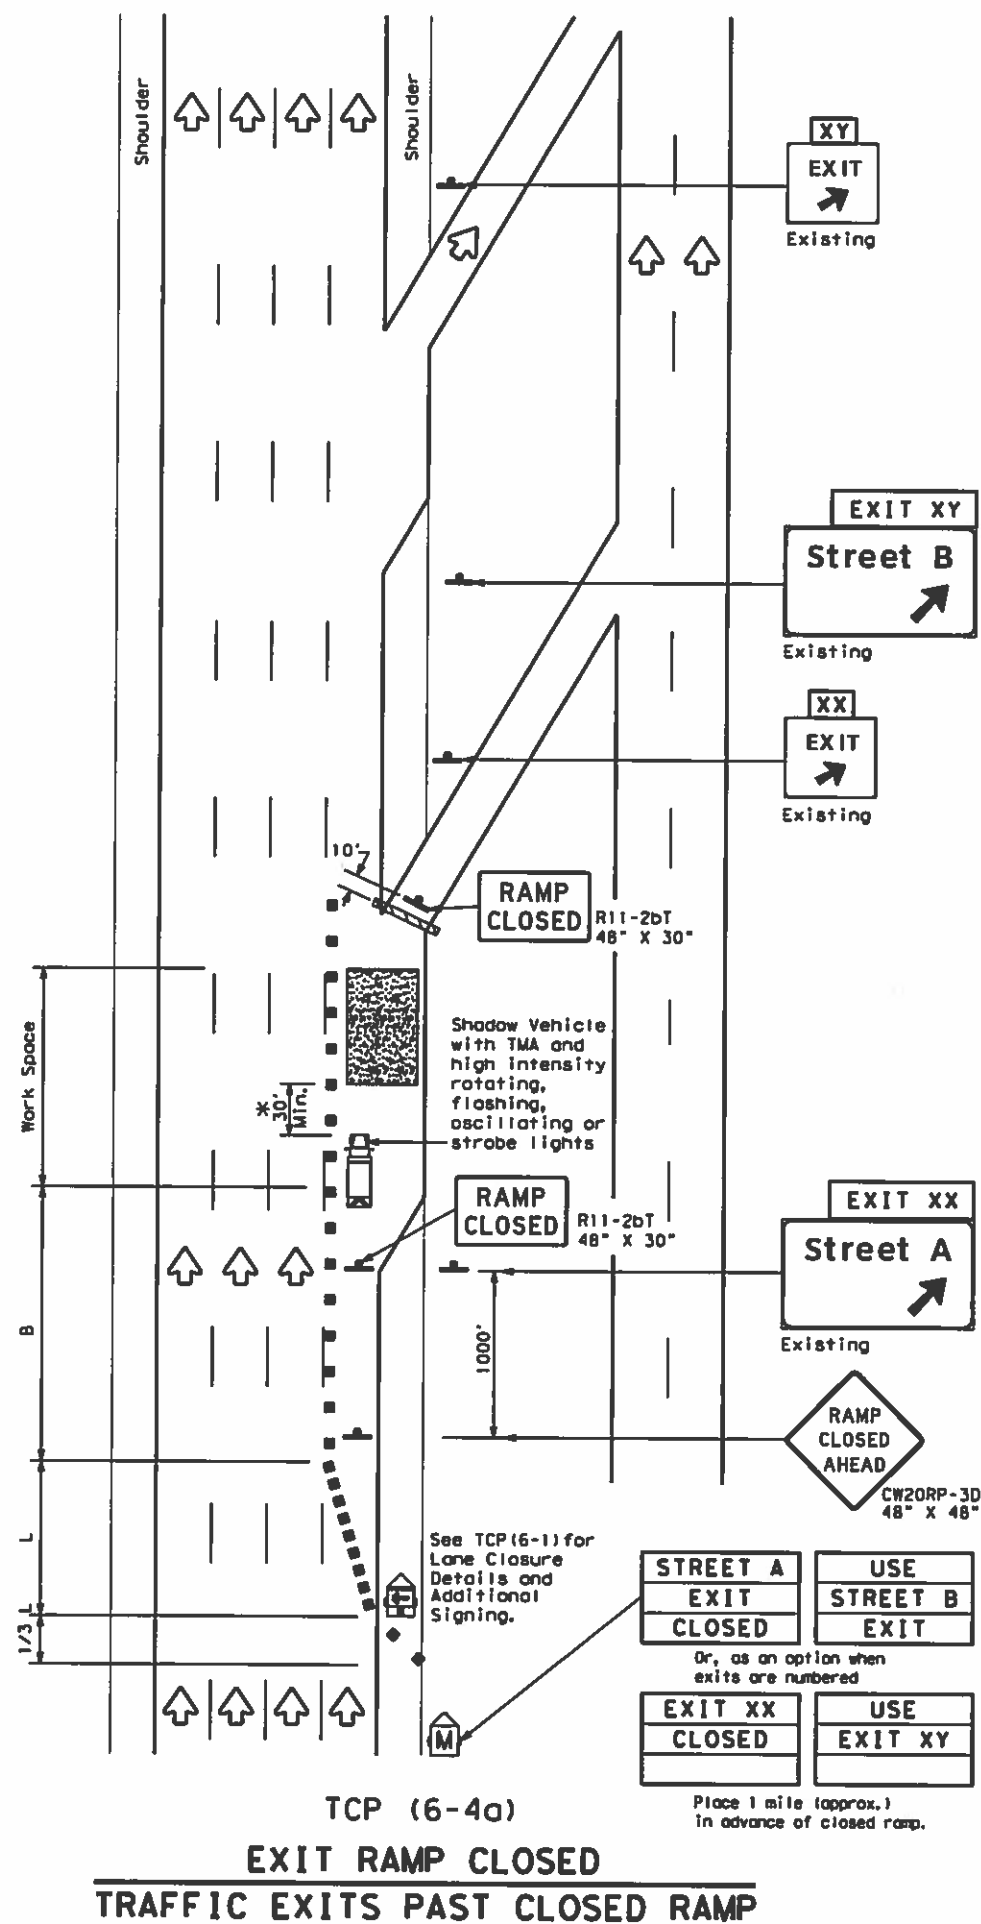 Shoulder
Shoulder
XY
EXIT
Existing
EXIT XY
Street B
Existing
XX
EXIT
Existing
10'
RAMP
CLOSED
R11-2bT
48" X 30"
Work Space
*
30'
Min.
Shadow Vehicle
with TMA and
high intensity
rotating,
flashing,
oscillating or
strobe lights
RAMP
CLOSED
R11-2bT
48" X 30"
EXIT XX
Street A
Existing
B
1000'
RAMP
CLOSED
AHEAD
CW20RP-3D
48" X 48"
L
See TCP(6-1)for
Lane Closure
Details and
Additional
Signing.
1/3 L
STREET A
EXIT
CLOSED
USE
STREET B
EXIT
Or, as an option when
exits are numbered
EXIT XX
CLOSED
USE
EXIT XY
M
Place 1 mile (approx.)
in advance of closed ramp.
TCP (6-4a)
EXIT RAMP CLOSED
TRAFFIC EXITS PAST CLOSED RAMP